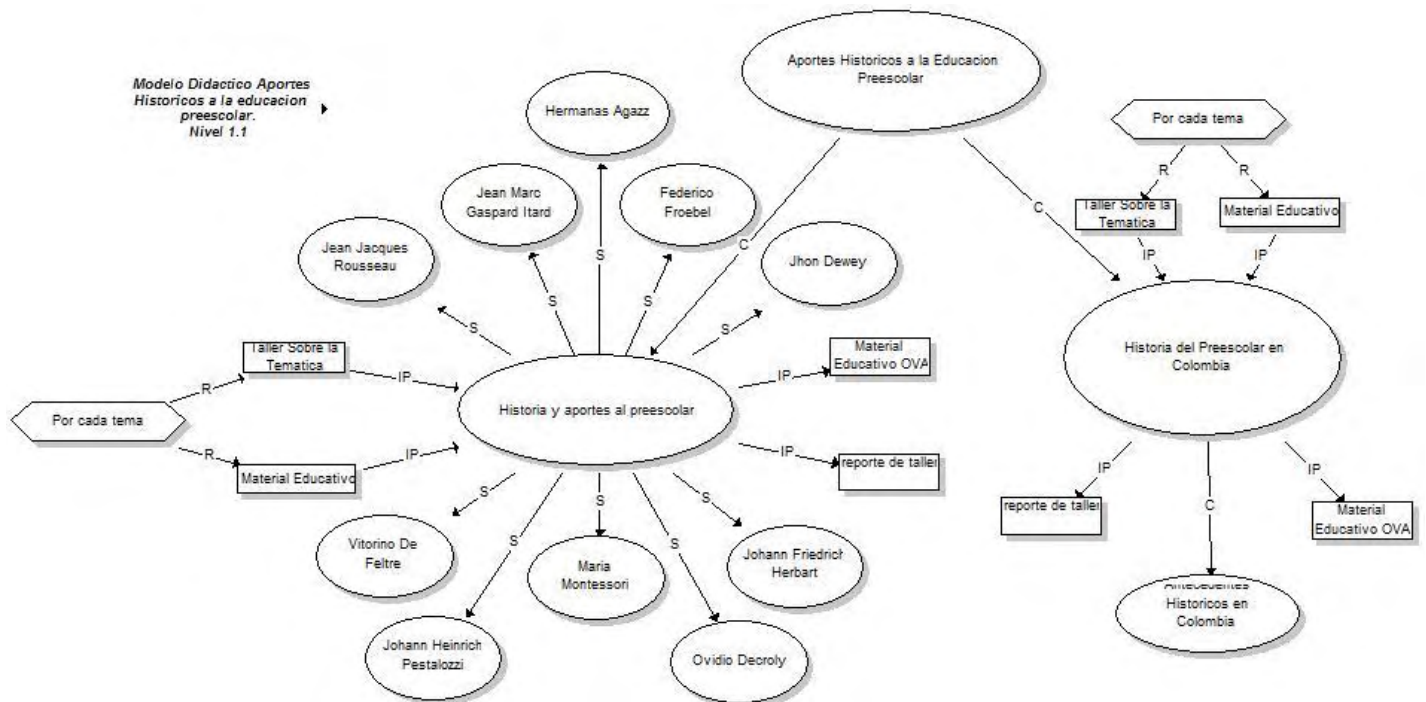 Modelo Didactico Aportes
Historicos a la educacion
preescolar.
Nivel 1.1
Aportes Historicos a la Educacion
Preescolar
Hermanas Agazz
Por cada tema
Jean Marc
Gaspard Itard
Federico
Froebel
R
R
C
C
Taller Sobre la
Tematica
Material Educativo
Jean Jacques
Rousseau
S
S
S
S
S
Jhon Dewey
IP
IP
Historia del Preescolar en
Colombia
Taller Sobre la
Tematica
Material
Educativo OVA
R
IP
IP
Por cada tema
Historia y aportes al preescolar
R
IP
IP
Material Educativo
reporte de taller
S
S
S
S
S
IP
IP
C
reporte de taller
Material
Educativo OVA
Vitorino De
Feltre
Maria
Montessori
Johann Friedrich
Herbart
Antecedentes
Historicos en
Colombia
Johann Heinrich
Pestalozzi
Ovidio Decroly